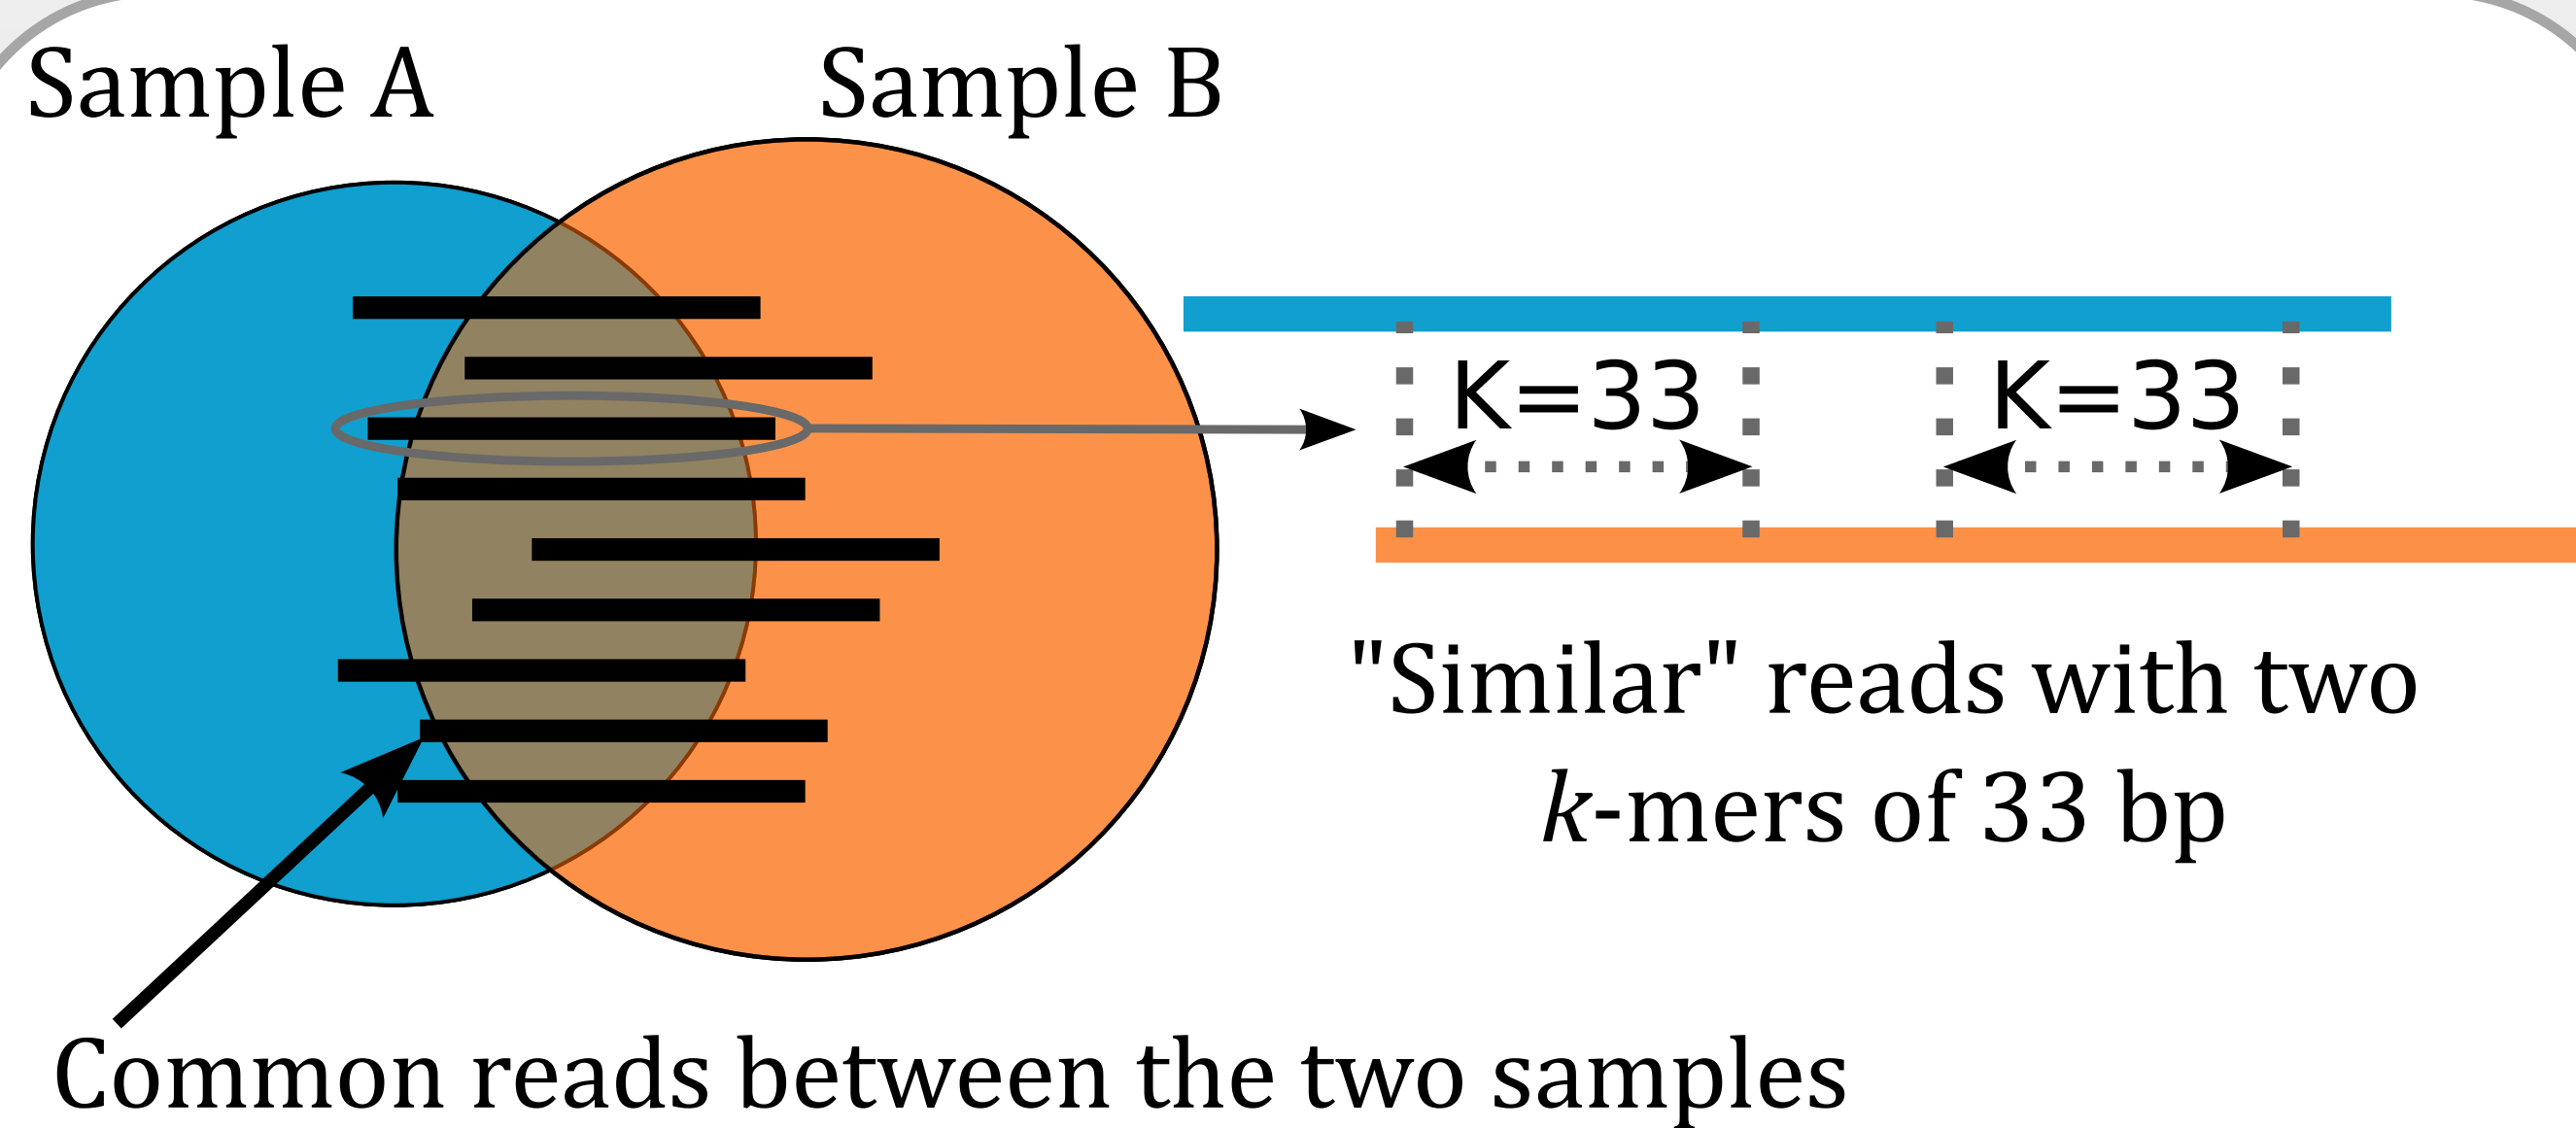 Sample A
Sample B
K=33
K=33
"Similar" reads with two
k-mers of 33 bp
Common reads between the two samples